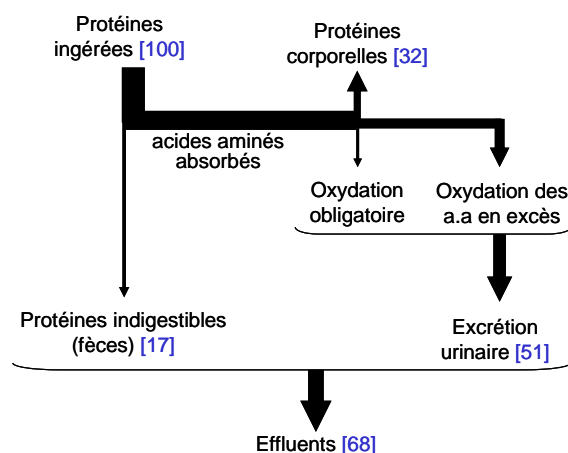 Protéines
ingérées [100]
Protéines
corporelles [32]
acides aminés
absorbés
Oxydation
obligatoire
Oxydation des
a.a en excès
Protéines indigestibles
(fèces) [17]
Excrétion
urinaire [51]
Effluents [68]